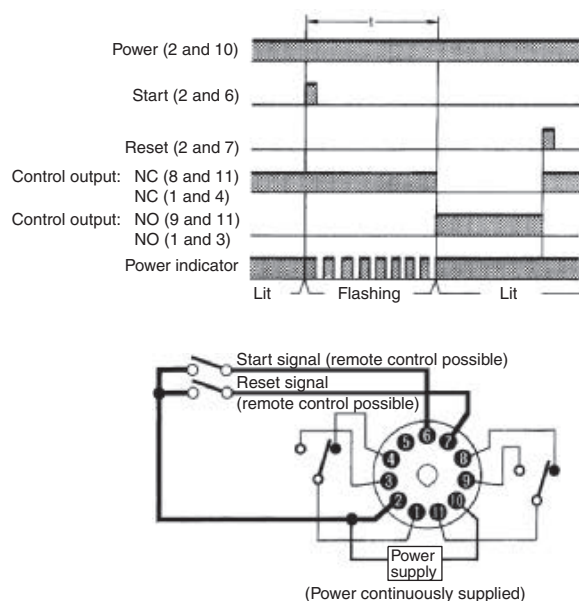 t
Power (2 and 10)
Start (2 and 6)
Reset (2 and 7)
Control output: NC (8 and 11)
NC (1 and 4)
Control output: NO (9 and 11)
NO (1 and 3)
Power indicator
Lit Flashing Lit
Start signal (remote control possible)
Reset signal
(remote control possible)
5 6 7
4 8
3 9
2 10
1 11
Power
supply
(Power continuously supplied)